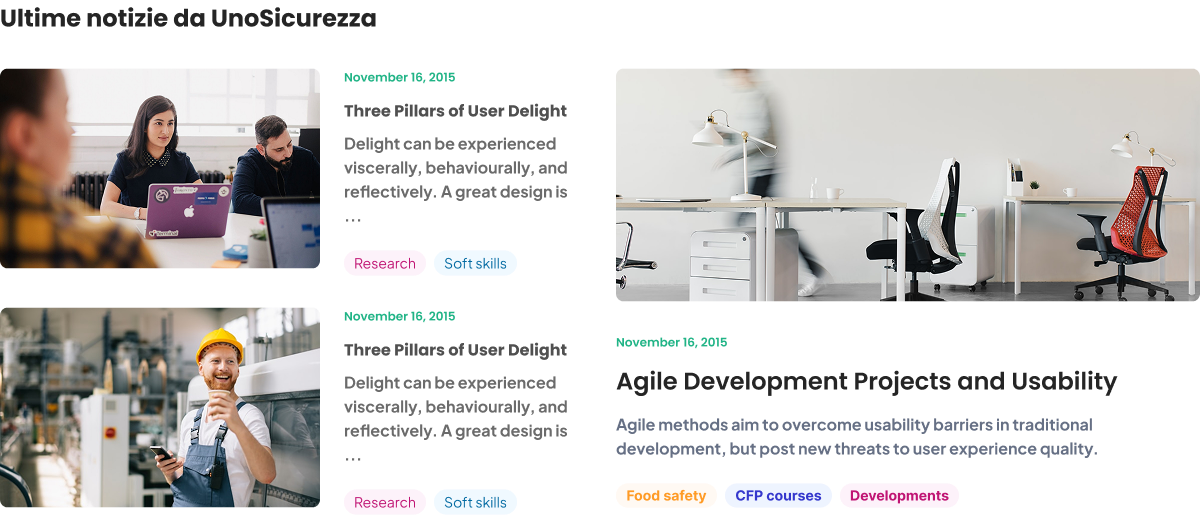 Ultime notizie da UnoSicurezza
November 16, 2015
Three Pillars of User Delight
Delight can be experienced
viscerally, behaviourally, and
reflectively. A great design is
...
Research Soft skills
November 16, 2015
Three Pillars of User Delight
Delight can be experienced
viscerally, behaviourally, and
reflectively. A great design is
...
Research Soft skills
November 16, 2015
Agile Development Projects and Usability
Agile methods aim to overcome usability barriers in traditional
development, but post new threats to user experience quality.
Food safety CFP courses Developments